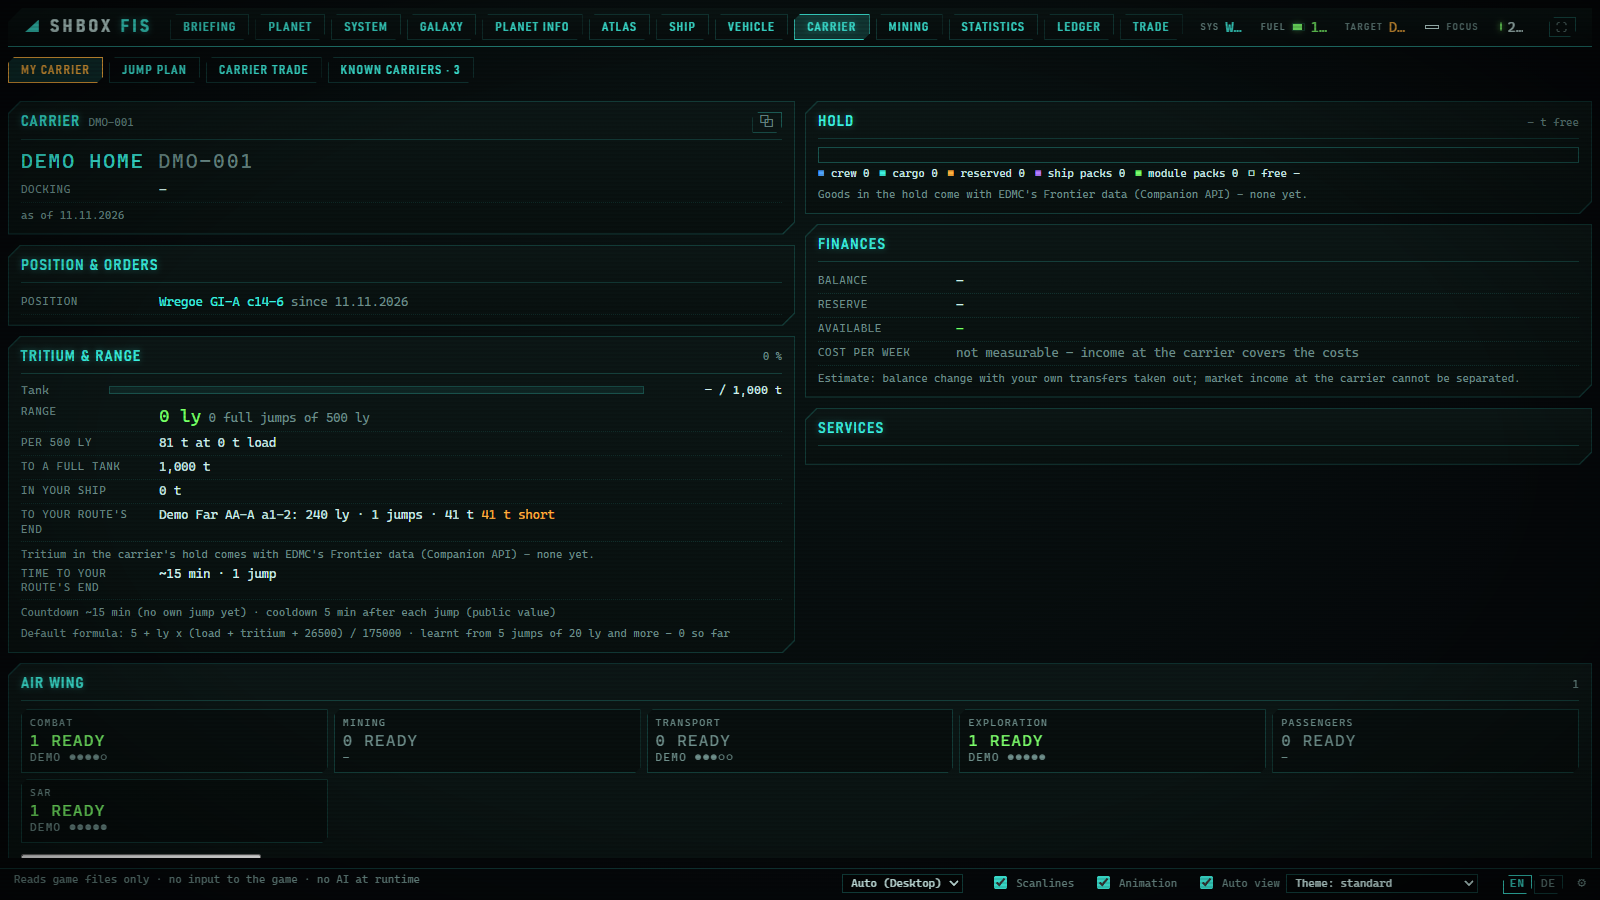 SHBOX FIS
BRIEFING
PLANET
SYSTEM
GALAXY
PLANET INFO
ATLAS
SHIP
VEHICLE
CARRIER
MINING
STATISTICS
LEDGER
TRADE
SYS W…
FUEL 1…
TARGET D…
FOCUS
2…
MY CARRIER
JUMP PLAN
CARRIER TRADE
KNOWN CARRIERS · 3
CARRIER DMO-001
DEMO HOME DMO-001
DOCKING –
as of 11.11.2026
POSITION & ORDERS
POSITION Wregoe GI-A c14-6 since 11.11.2026
TRITIUM & RANGE 0 %
Tank – / 1,000 t
RANGE 0 ly 0 full jumps of 500 ly
PER 500 LY 81 t at 0 t load
TO A FULL TANK 1,000 t
IN YOUR SHIP 0 t
TO YOUR ROUTE'S END Demo Far AA-A a1-2: 240 ly · 1 jumps · 41 t 41 t short
Tritium in the carrier's hold comes with EDMC's Frontier data (Companion API) – none yet.
TIME TO YOUR ROUTE'S END ~15 min · 1 jump
Countdown ~15 min (no own jump yet) · cooldown 5 min after each jump (public value)
Default formula: 5 + ly x (load + tritium + 26500) / 175000 · learnt from 5 jumps of 20 ly and more – 0 so far
HOLD – t free
crew 0 cargo 0 reserved 0 ship packs 0 module packs 0 free –
Goods in the hold come with EDMC's Frontier data (Companion API) – none yet.
FINANCES
BALANCE –
RESERVE –
AVAILABLE –
COST PER WEEK not measurable – income at the carrier covers the costs
Estimate: balance change with your own transfers taken out; market income at the carrier cannot be separated.
SERVICES
AIR WING 1
COMBAT
1 READY
DEMO ●●●●○
MINING
0 READY
–
TRANSPORT
0 READY
DEMO ●●●○○
EXPLORATION
1 READY
DEMO ●●●●●
PASSENGERS
0 READY
–
SAR
1 READY
DEMO ●●●●●
Reads game files only · no input to the game · no AI at runtime
Auto (Desktop)
Scanlines
Animation
Auto view
Theme: standard
EN
DE